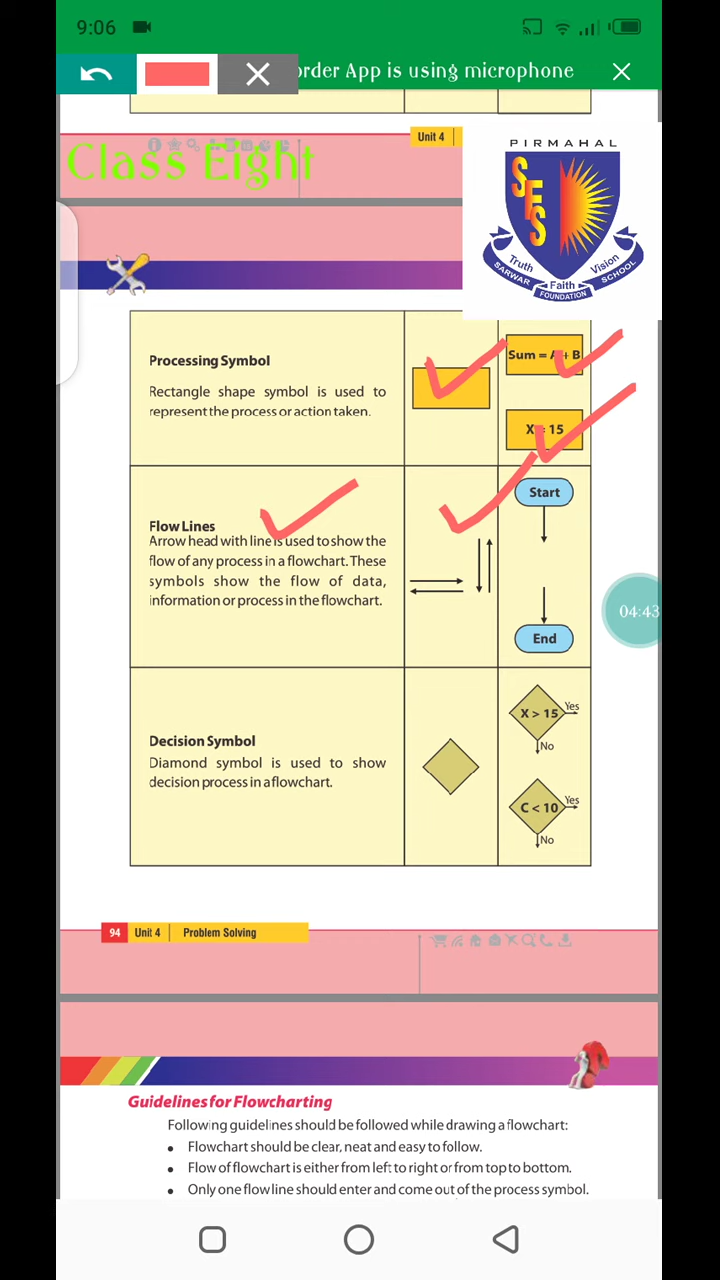 9:06
order App is using microphone
Unit 4
Class Eight
PIRMAHAL
SFS
Truth
Faith
Vision
SARWAR
FOUNDATION
SCHOOL
Processing Symbol
Rectangle shape symbol is used to
represent the process or action taken.
Sum = A + B
X = 15
Flow Lines
Arrow head with line is used to show the
flow of any process in a flowchart. These
symbols show the flow of data,
information or process in the flowchart.
Start
End
04:43
Decision Symbol
Diamond symbol is used to show
decision process in a flowchart.
X > 15
Yes
No
C < 10
Yes
No
94 Unit 4 Problem Solving
Guidelines for Flowcharting
Following guidelines should be followed while drawing a flowchart:
• Flowchart should be clear, neat and easy to follow.
• Flow of flowchart is either from left to right or from top to bottom.
• Only one flow line should enter and come out of the process symbol.